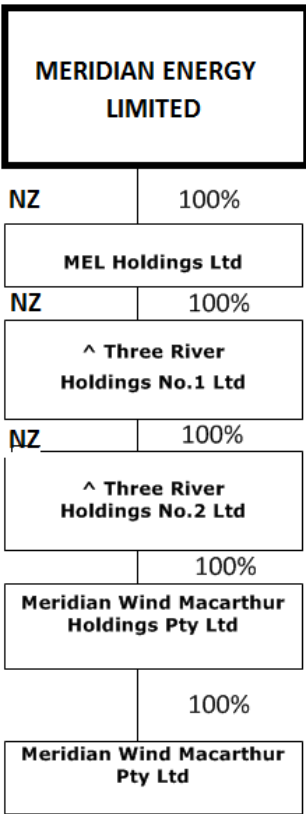 MERIDIAN ENERGY
LIMITED
NZ 100%
MEL Holdings Ltd
NZ 100%
^ Three River
Holdings No.1 Ltd
NZ 100%
^ Three River
Holdings No.2 Ltd
100%
Meridian Wind Macarthur
Holdings Pty Ltd
100%
Meridian Wind Macarthur
Pty Ltd